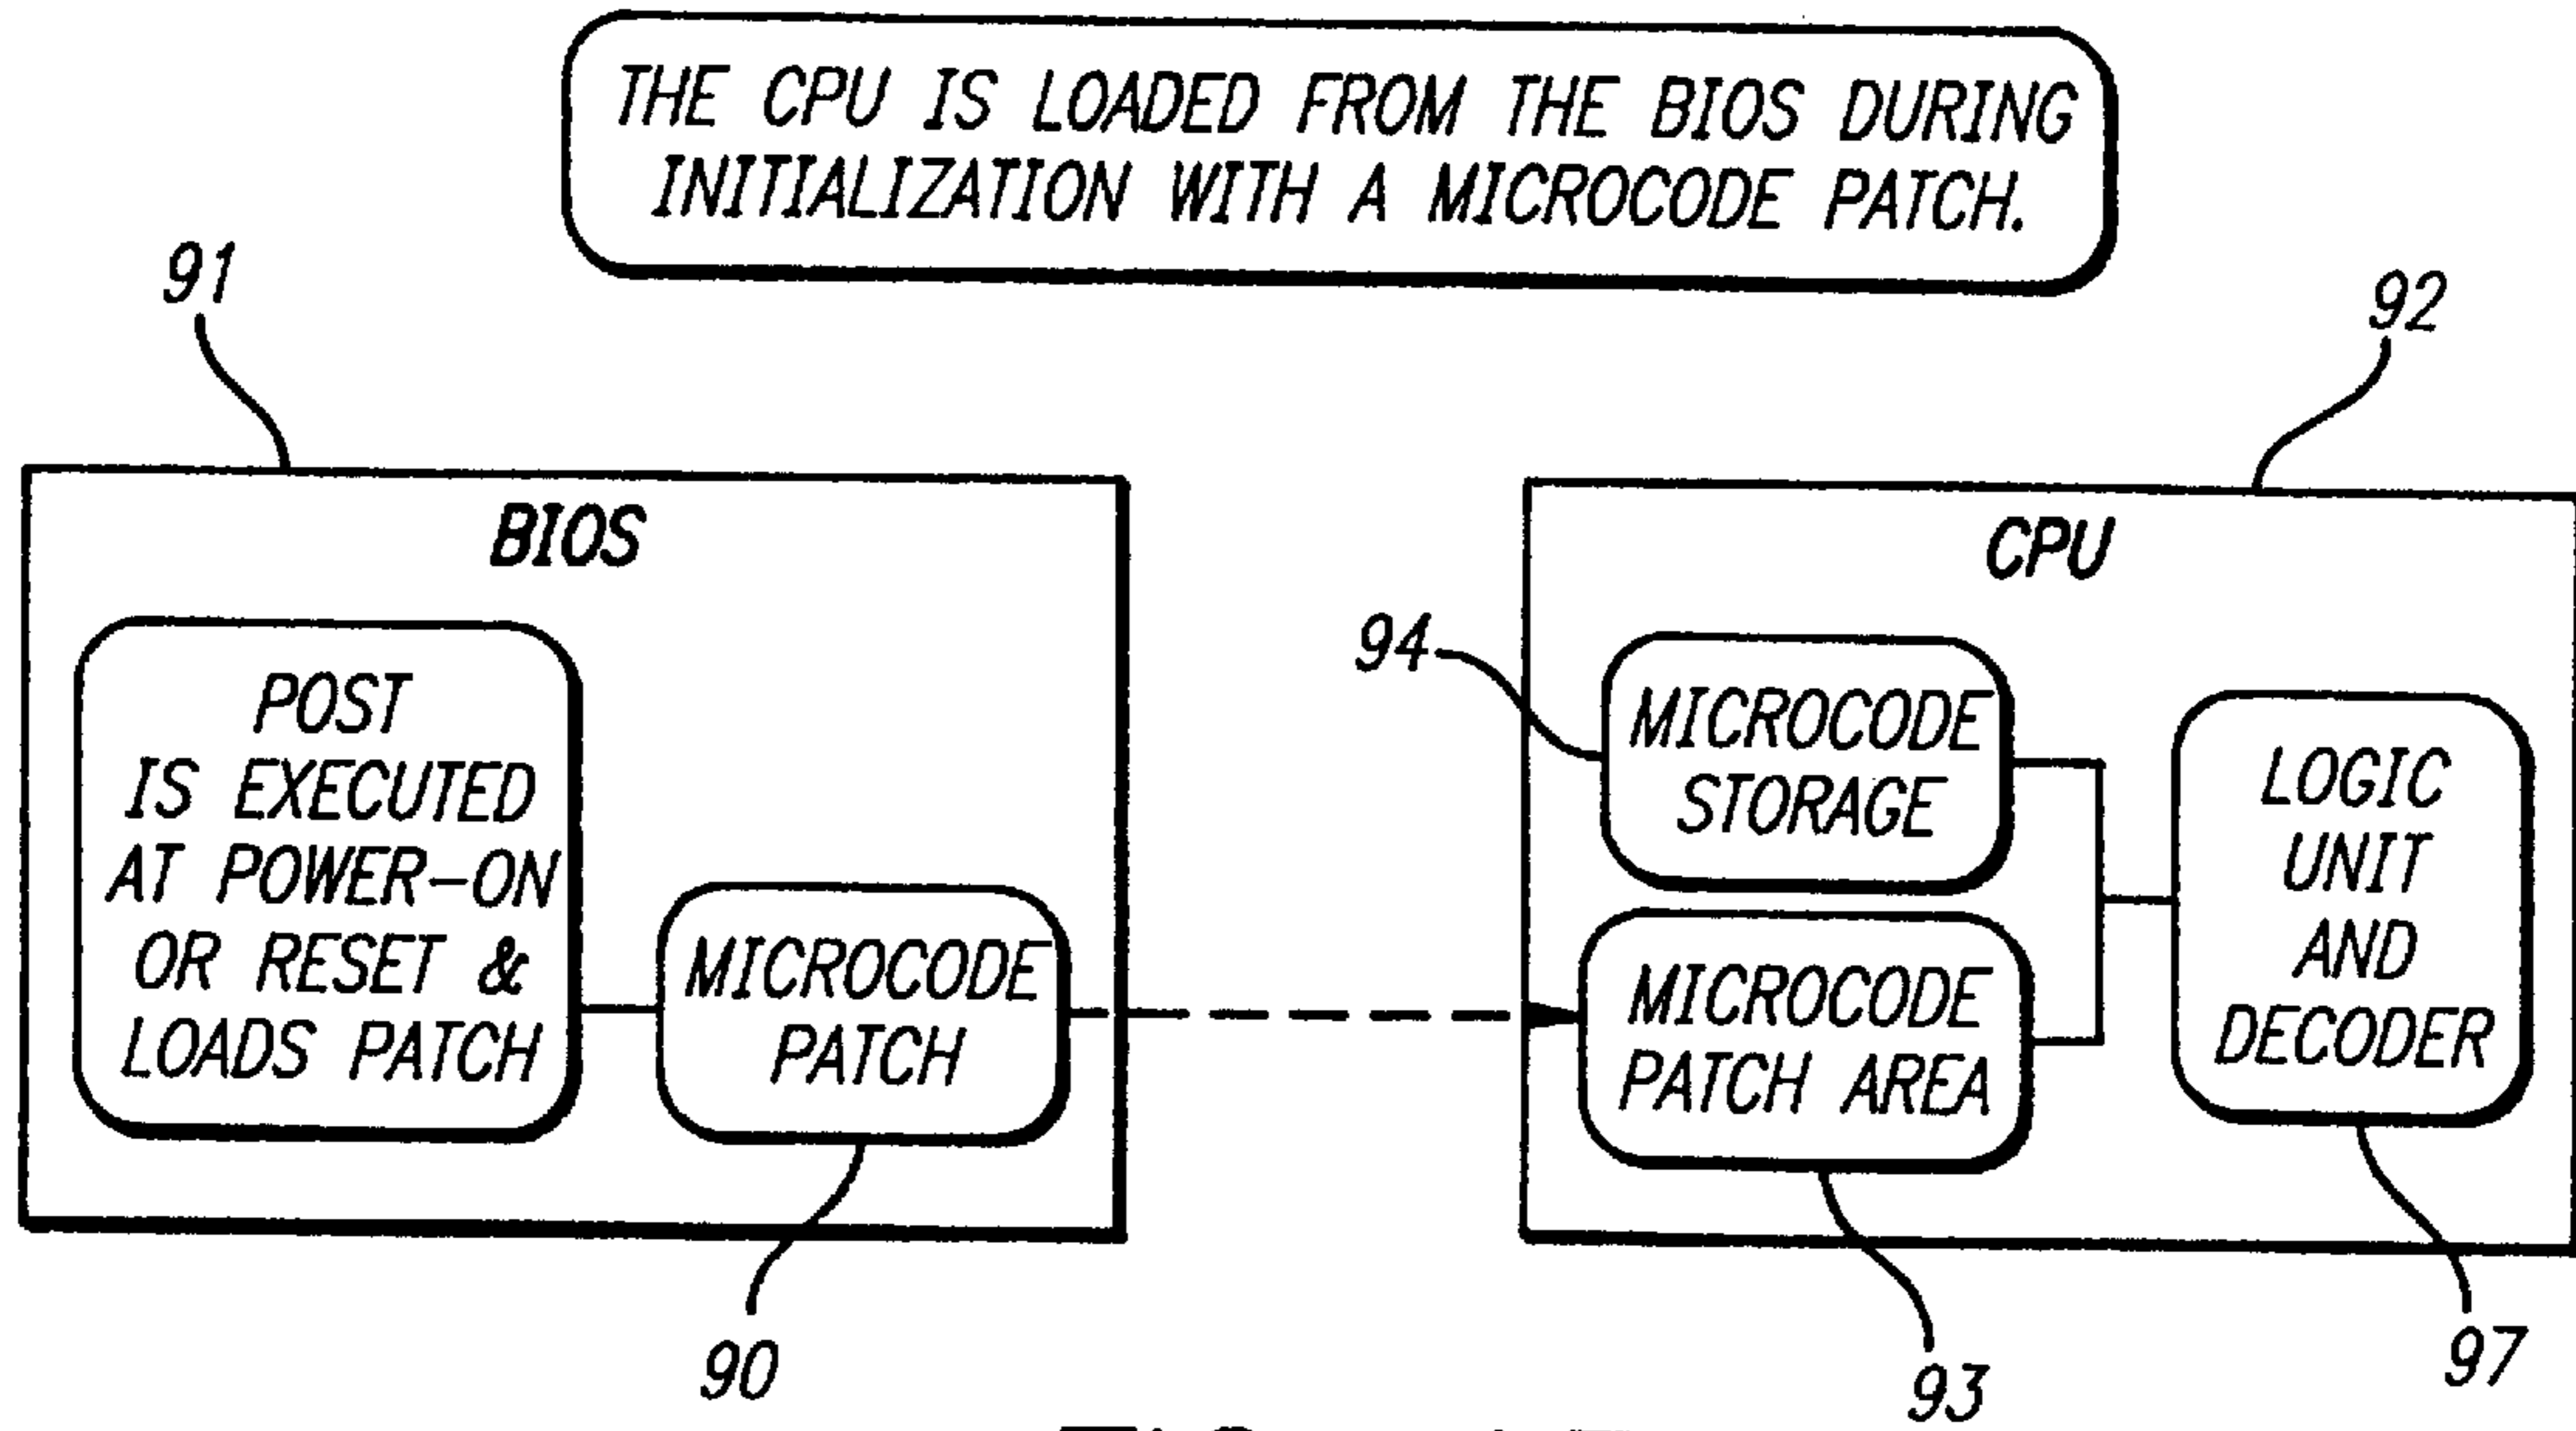 THE CPU IS LOADED FROM THE BIOS DURING
INITIALIZATION WITH A MICROCODE PATCH.
91
92
BIOS
POST
IS EXECUTED
AT POWER-ON
OR RESET &
LOADS PATCH
MICROCODE
PATCH
90
CPU
94
MICROCODE
STORAGE
MICROCODE
PATCH AREA
LOGIC
UNIT
AND
DECODER
93
97